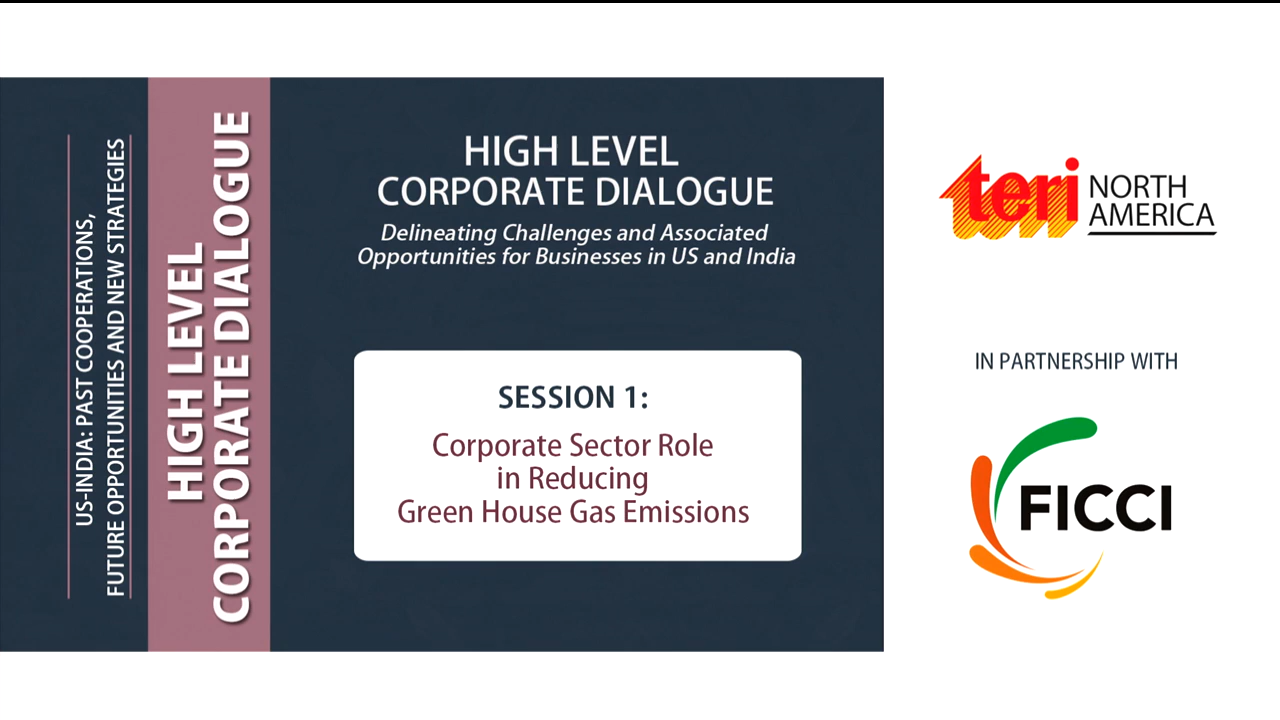 US-INDIA: PAST COOPERATIONS,
FUTURE OPPORTUNITIES AND NEW STRATEGIES
HIGH LEVEL
CORPORATE DIALOGUE
HIGH LEVEL
CORPORATE DIALOGUE
Delineating Challenges and Associated
Opportunities for Businesses in US and India
SESSION 1:
Corporate Sector Role
in Reducing
Green House Gas Emissions
teri NORTH
AMERICA
IN PARTNERSHIP WITH
FICCI